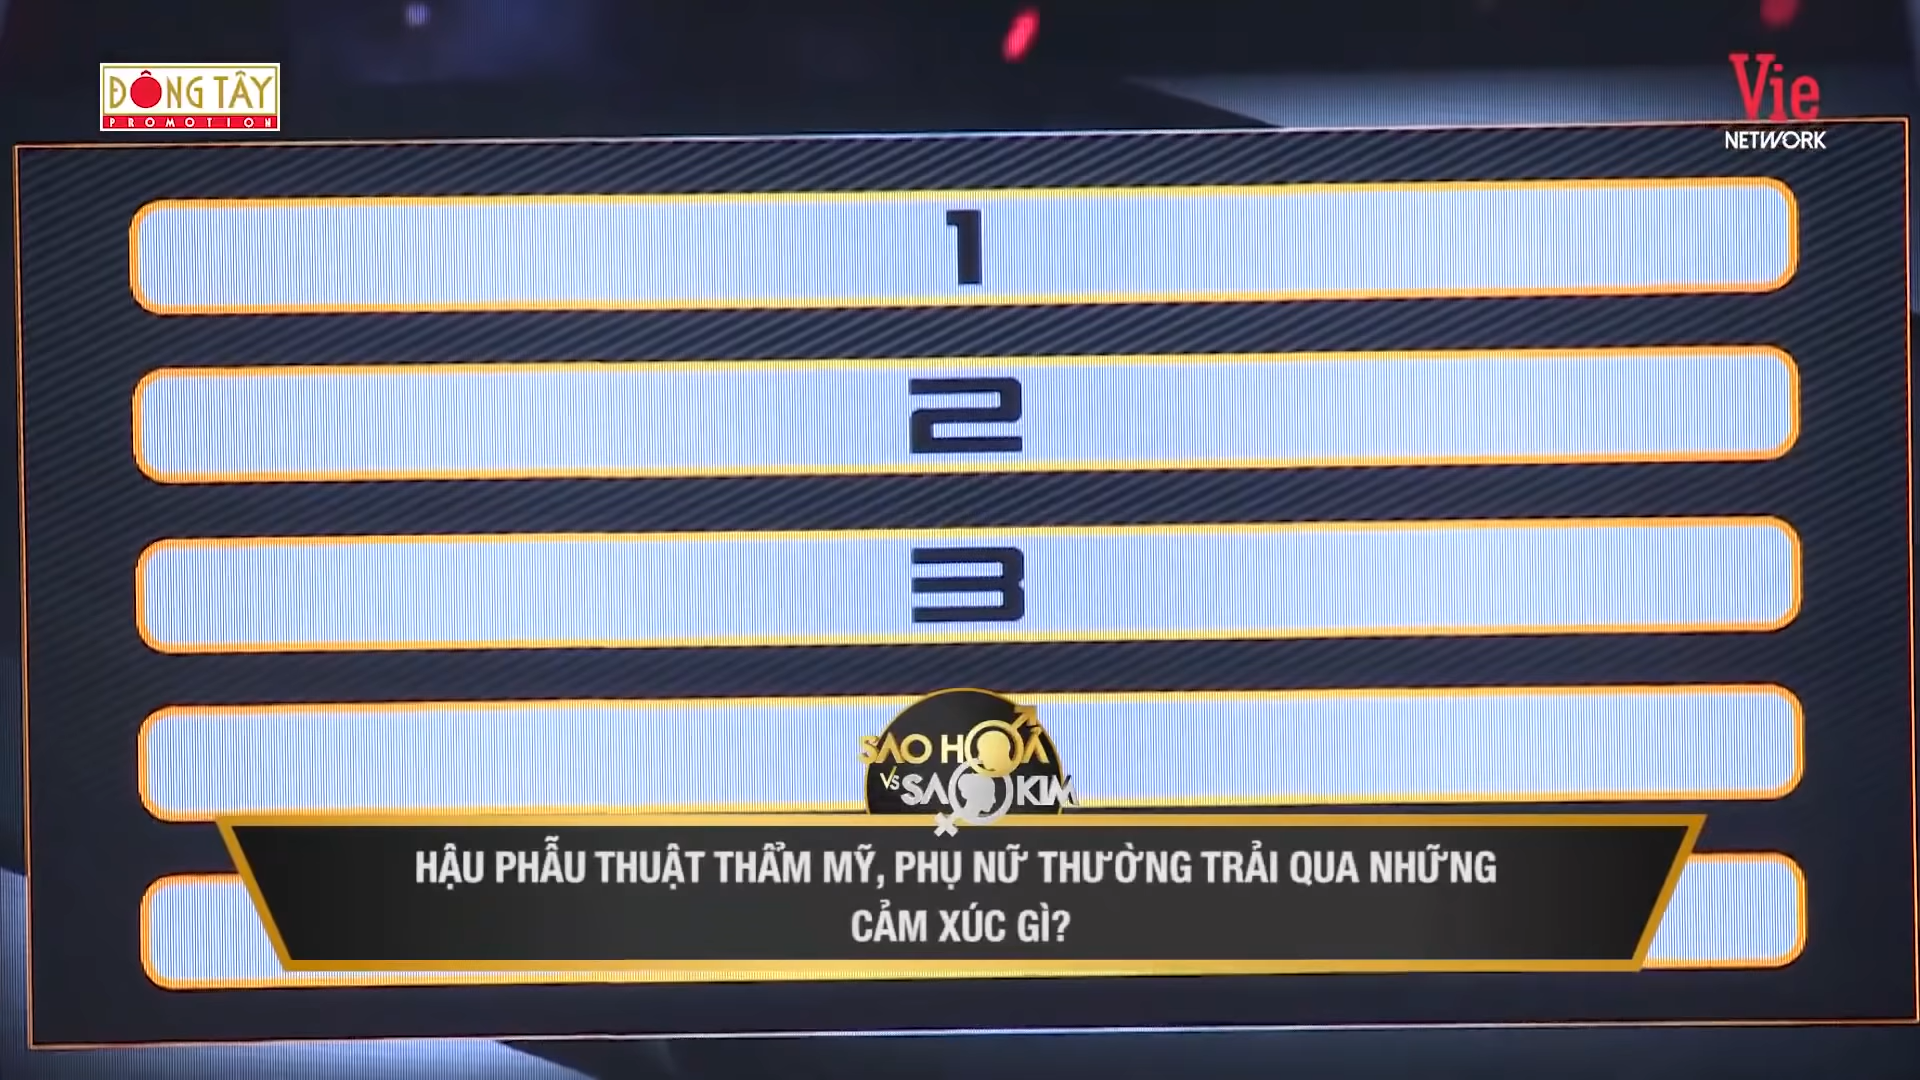 ĐÔNG TÂY
PROMOTION
Vie
NETWORK
1
2
3
SAO HOẢ
VS SAO KIM
HẬU PHẪU THUẬT THẨM MỸ, PHỤ NỮ THƯỜNG TRẢI QUA NHỮNG
CẢM XÚC GÌ?